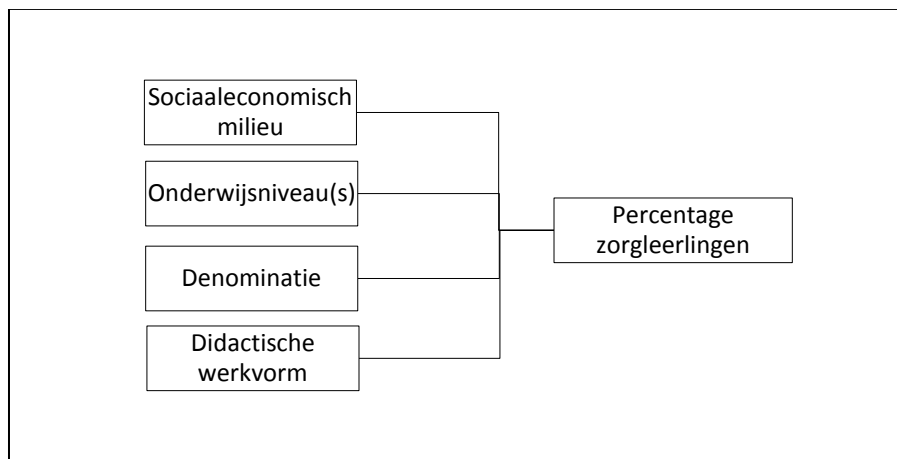 Sociaaleconomisch
milieu
Onderwijsniveau(s)
Denominatie
Didactische
werkvorm
Percentage
zorgleerlingen